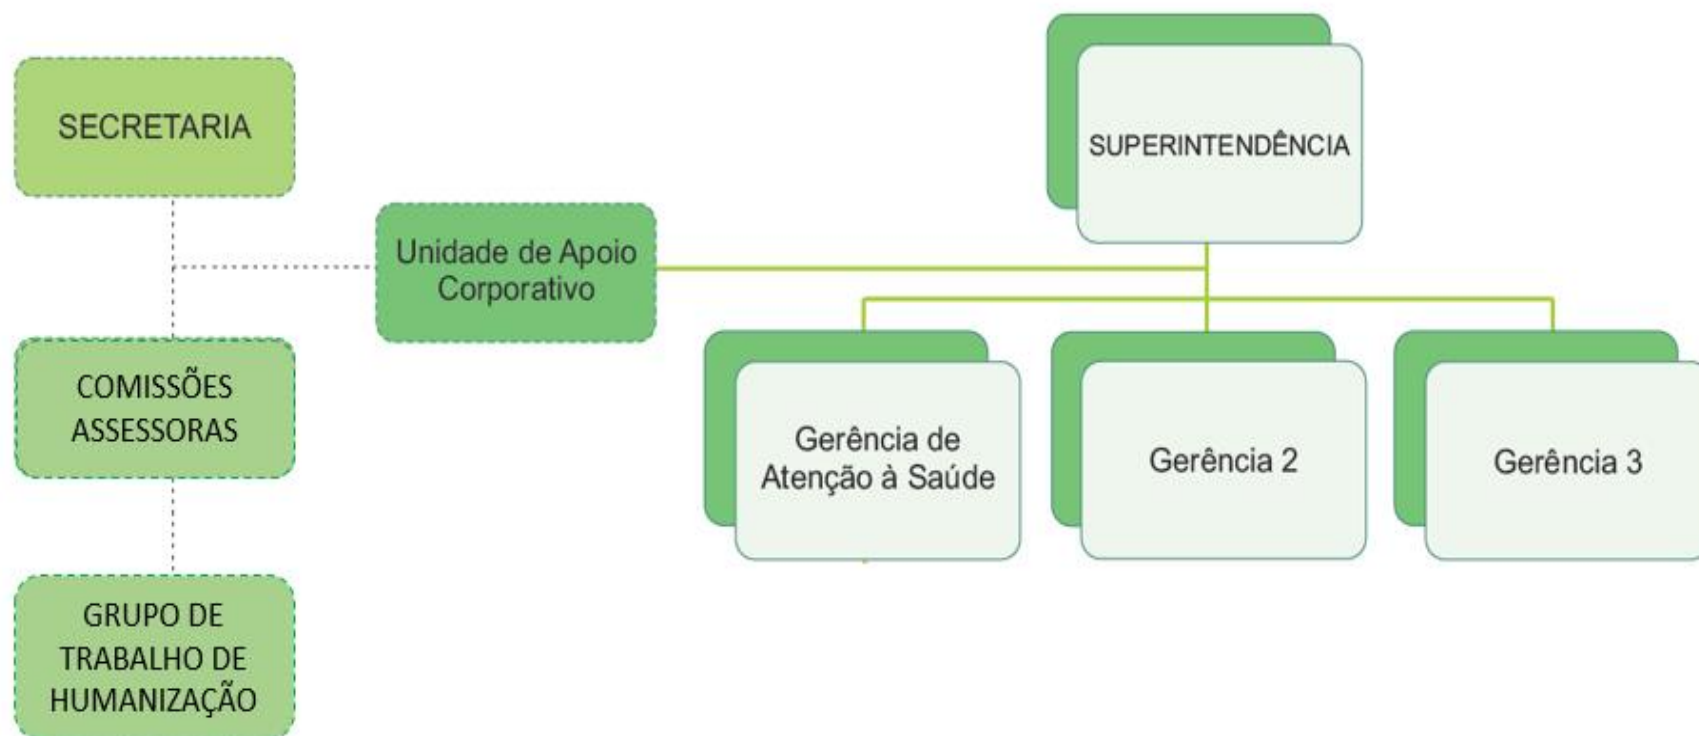 SECRETARIA
SUPERINTENDÊNCIA
Unidade de Apoio
Corporativo
COMISSÕES
ASSESSORAS
Gerência de
Atenção à Saúde
Gerência 2
Gerência 3
GRUPO DE
TRABALHO DE
HUMANIZAÇÃO